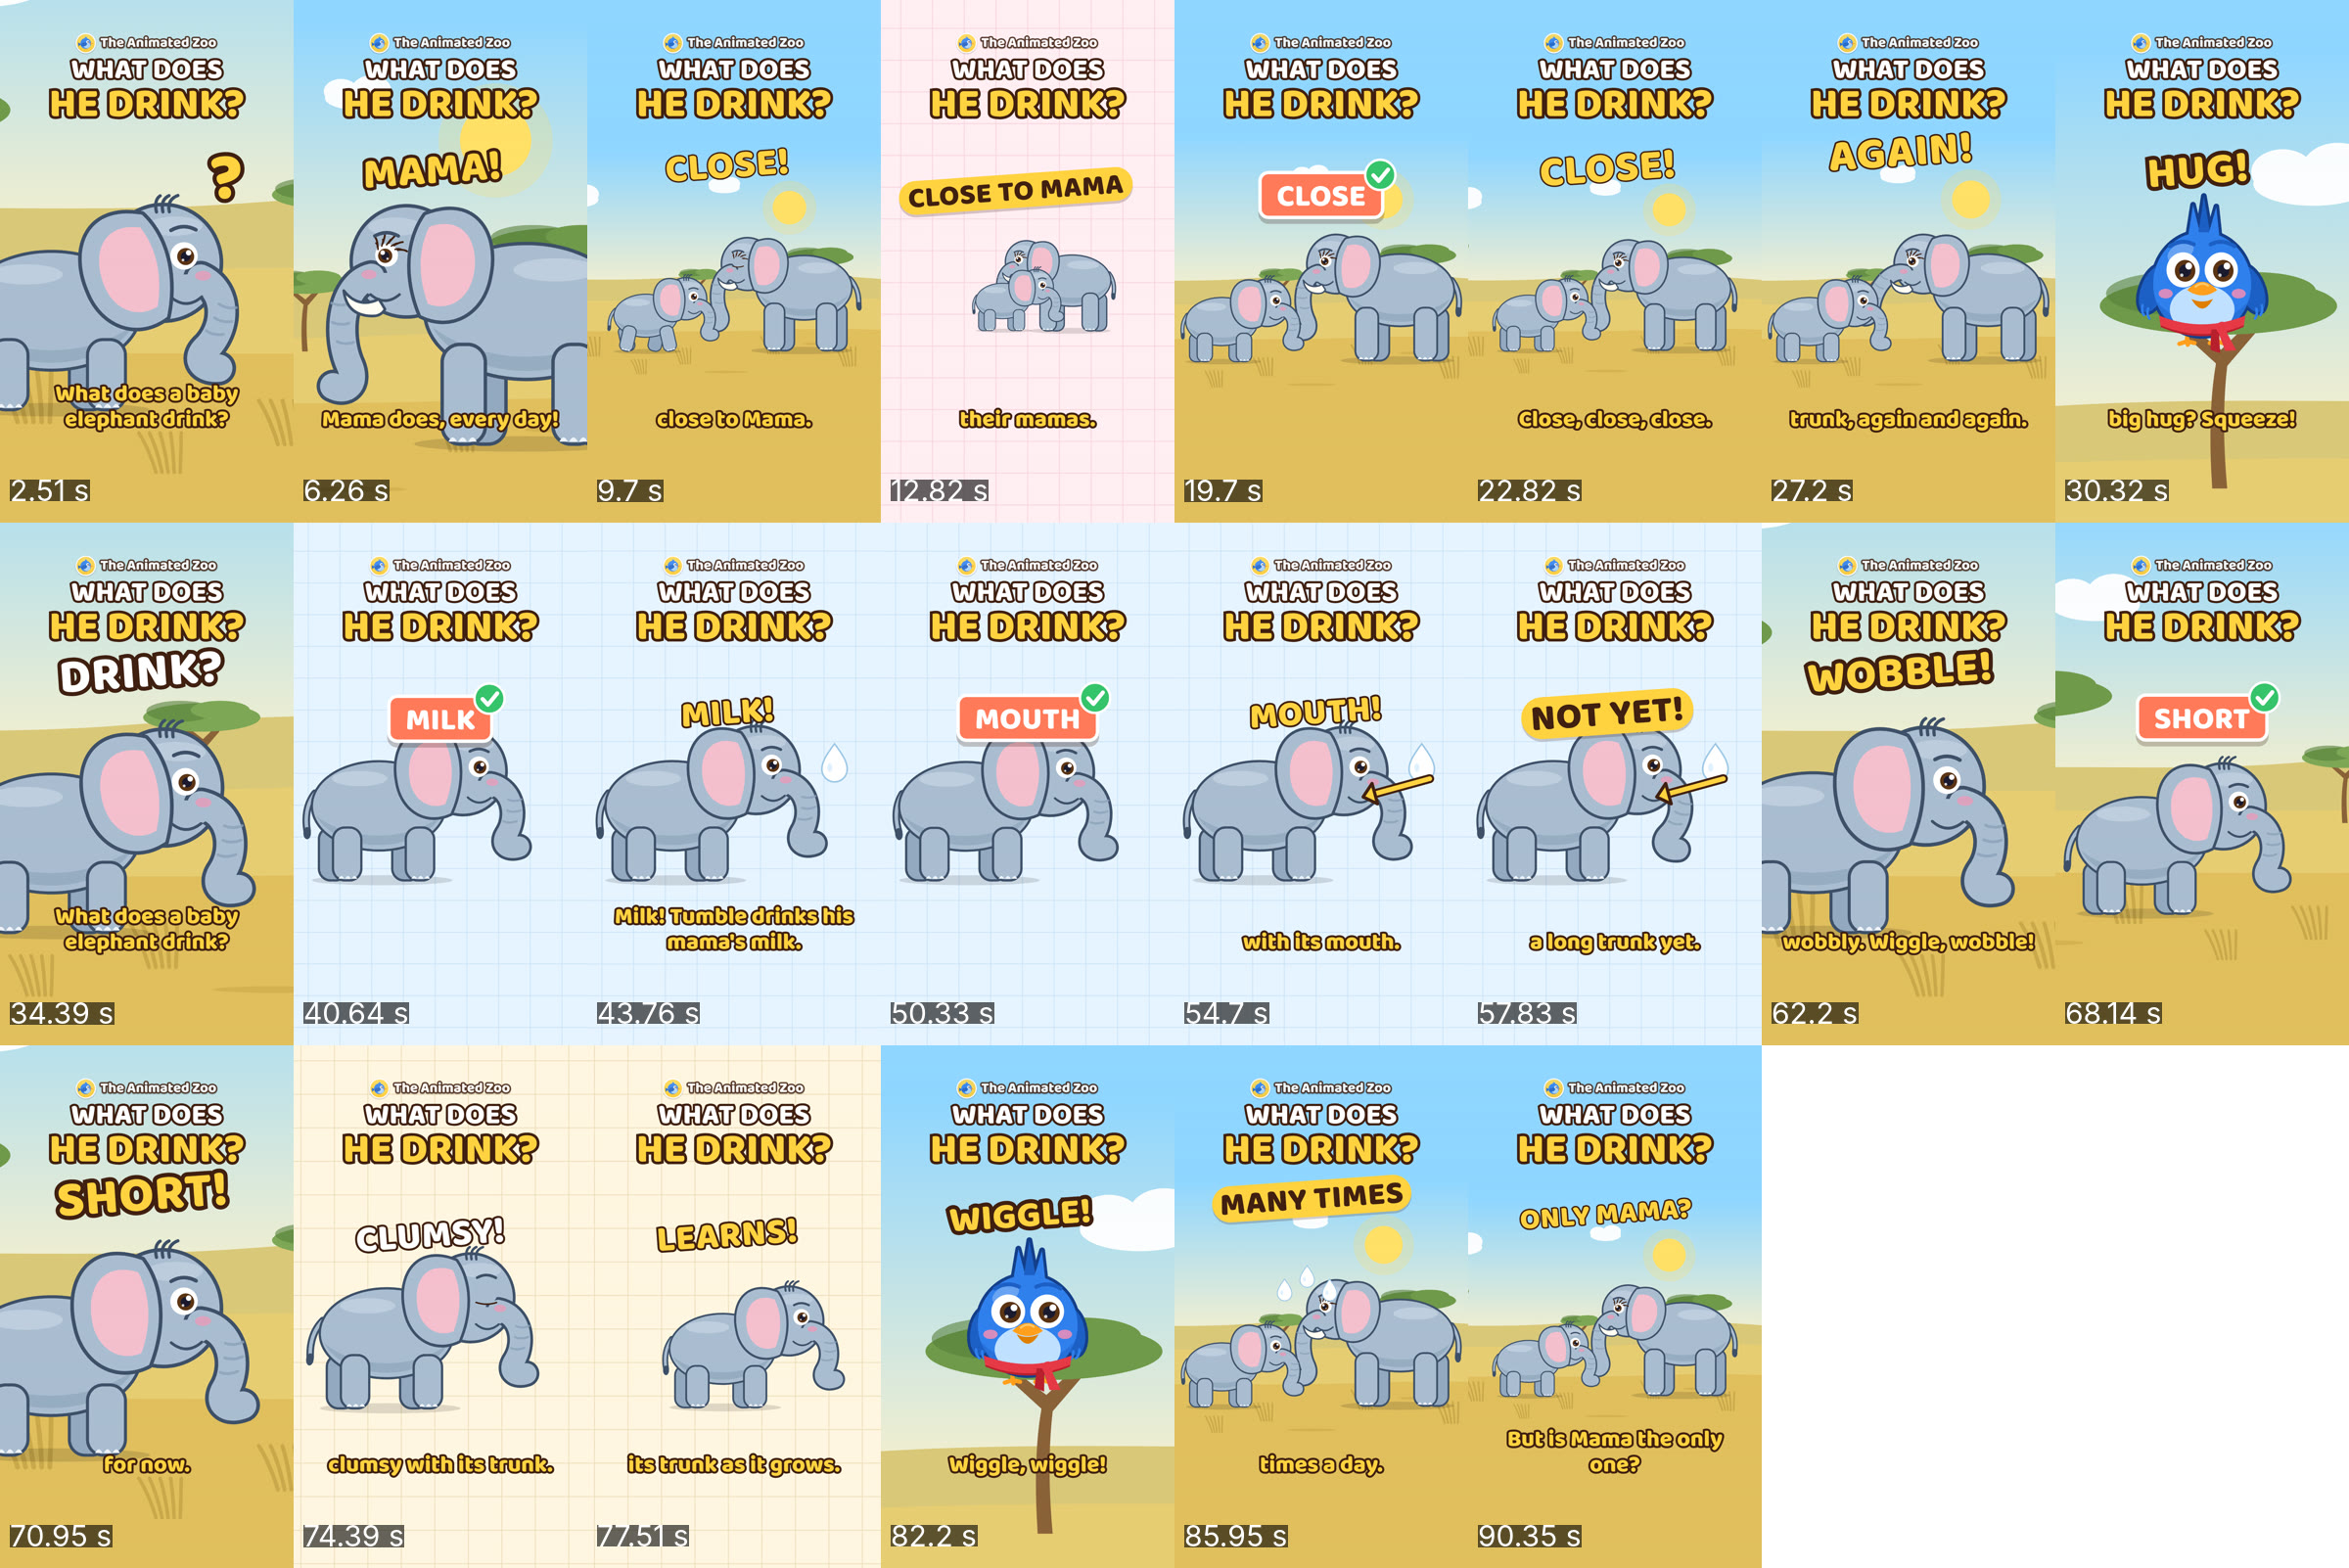 The Animated Zoo
WHAT DOES
HE DRINK?
?
What does a baby
elephant drink?
2.51 s
The Animated Zoo
WHAT DOES
HE DRINK?
MAMA!
Mama does, every day!
6.26 s
The Animated Zoo
WHAT DOES
HE DRINK?
CLOSE!
close to Mama.
9.7 s
The Animated Zoo
WHAT DOES
HE DRINK?
CLOSE TO MAMA
their mamas.
12.82 s
The Animated Zoo
WHAT DOES
HE DRINK?
CLOSE
19.7 s
The Animated Zoo
WHAT DOES
HE DRINK?
CLOSE!
Close, close, close.
22.82 s
The Animated Zoo
WHAT DOES
HE DRINK?
AGAIN!
trunk, again and again.
27.2 s
The Animated Zoo
WHAT DOES
HE DRINK?
HUG!
big hug? Squeeze!
30.32 s
The Animated Zoo
WHAT DOES
HE DRINK?
DRINK?
What does a baby
elephant drink?
34.39 s
The Animated Zoo
WHAT DOES
HE DRINK?
MILK
40.64 s
The Animated Zoo
WHAT DOES
HE DRINK?
MILK!
Milk! Tumble drinks his
mama's milk.
43.76 s
The Animated Zoo
WHAT DOES
HE DRINK?
MOUTH
50.33 s
The Animated Zoo
WHAT DOES
HE DRINK?
MOUTH!
with its mouth.
54.7 s
The Animated Zoo
WHAT DOES
HE DRINK?
NOT YET!
a long trunk yet.
57.83 s
The Animated Zoo
WHAT DOES
HE DRINK?
WOBBLE!
wobbly. Wiggle, wobble!
62.2 s
The Animated Zoo
WHAT DOES
HE DRINK?
SHORT
68.14 s
The Animated Zoo
WHAT DOES
HE DRINK?
SHORT!
for now.
70.95 s
The Animated Zoo
WHAT DOES
HE DRINK?
CLUMSY!
clumsy with its trunk.
74.39 s
The Animated Zoo
WHAT DOES
HE DRINK?
LEARNS!
its trunk as it grows.
77.51 s
The Animated Zoo
WHAT DOES
HE DRINK?
WIGGLE!
Wiggle, wiggle!
82.2 s
The Animated Zoo
WHAT DOES
HE DRINK?
MANY TIMES
times a day.
85.95 s
The Animated Zoo
WHAT DOES
HE DRINK?
ONLY MAMA?
But is Mama the only
one?
90.35 s